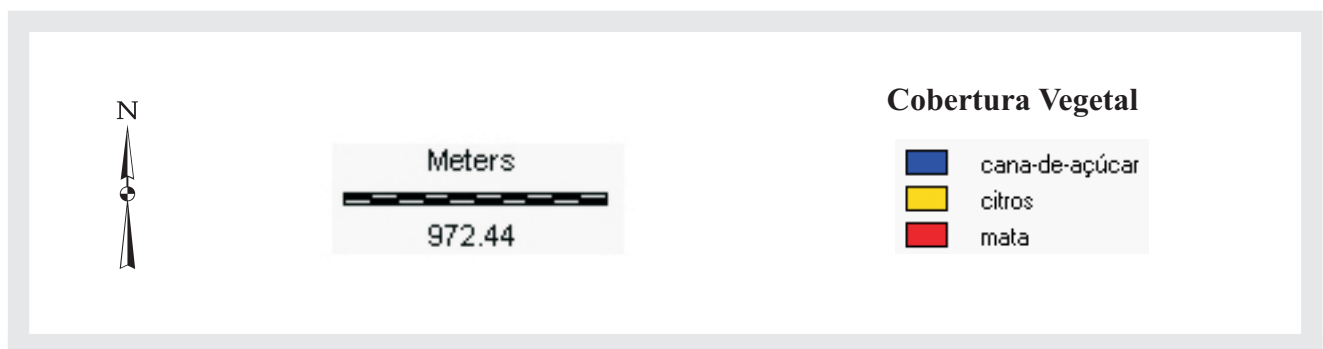 N
Meters
972.44
Cobertura Vegetal
cana-de-açúcar
citros
mata